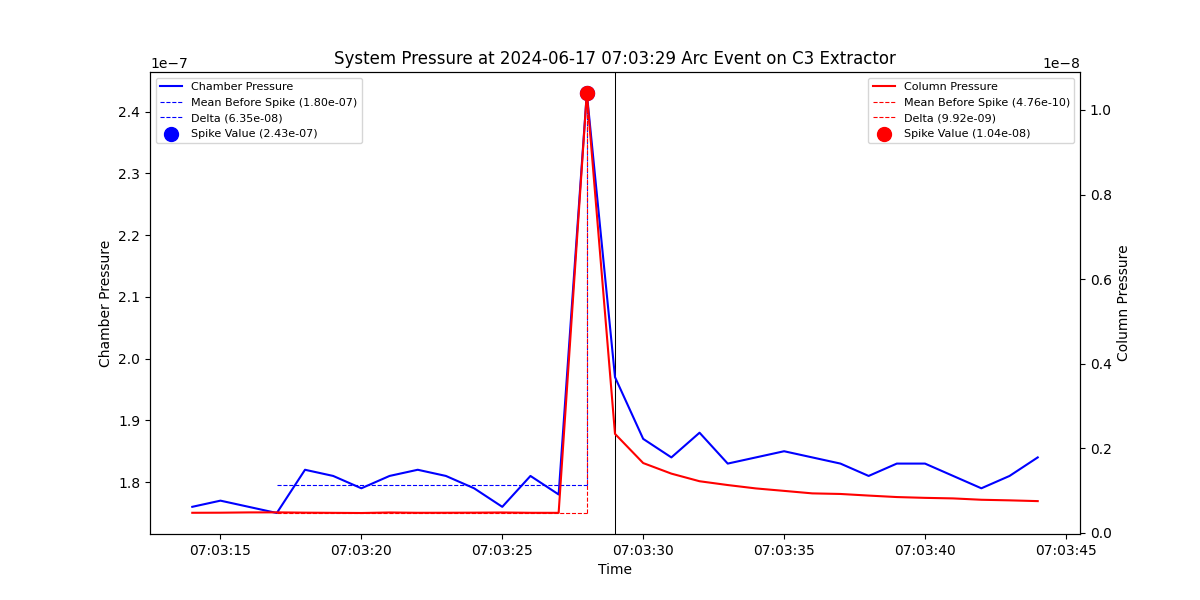 System Pressure at 2024-06-17 07:03:29 Arc Event on C3 Extractor
1e−7
1e−8
Chamber Pressure
Mean Before Spike (1.80e-07)
Delta (6.35e-08)
Spike Value (2.43e-07)
Column Pressure
Mean Before Spike (4.76e-10)
Delta (9.92e-09)
Spike Value (1.04e-08)
2.4
2.3
2.2
2.1
2.0
1.9
1.8
Chamber Pressure
1.0
0.8
0.6
0.4
0.2
0.0
Column Pressure
07:03:15 07:03:20 07:03:25 07:03:30 07:03:35 07:03:40 07:03:45
Time